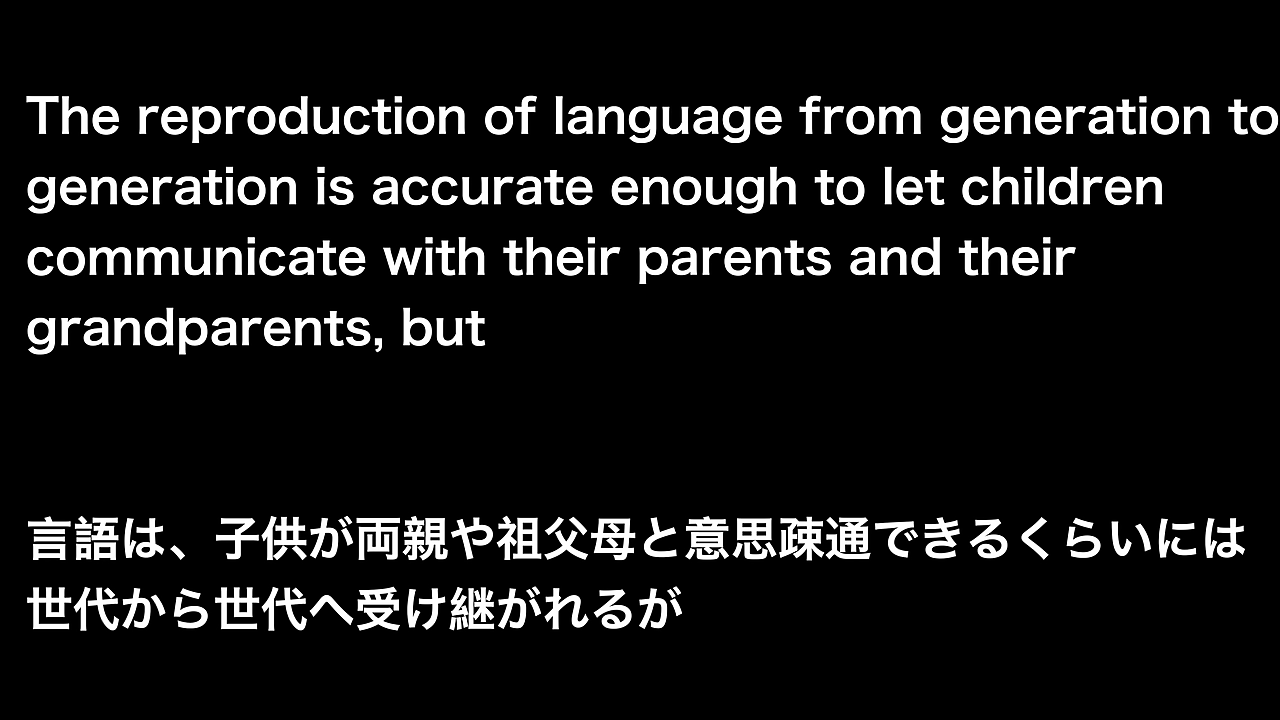 The reproduction of language from generation to
generation is accurate enough to let children
communicate with their parents and their
grandparents, but
言語は、子供が両親や祖父母と意思疎通できるくらいには
世代から世代へ受け継がれるが